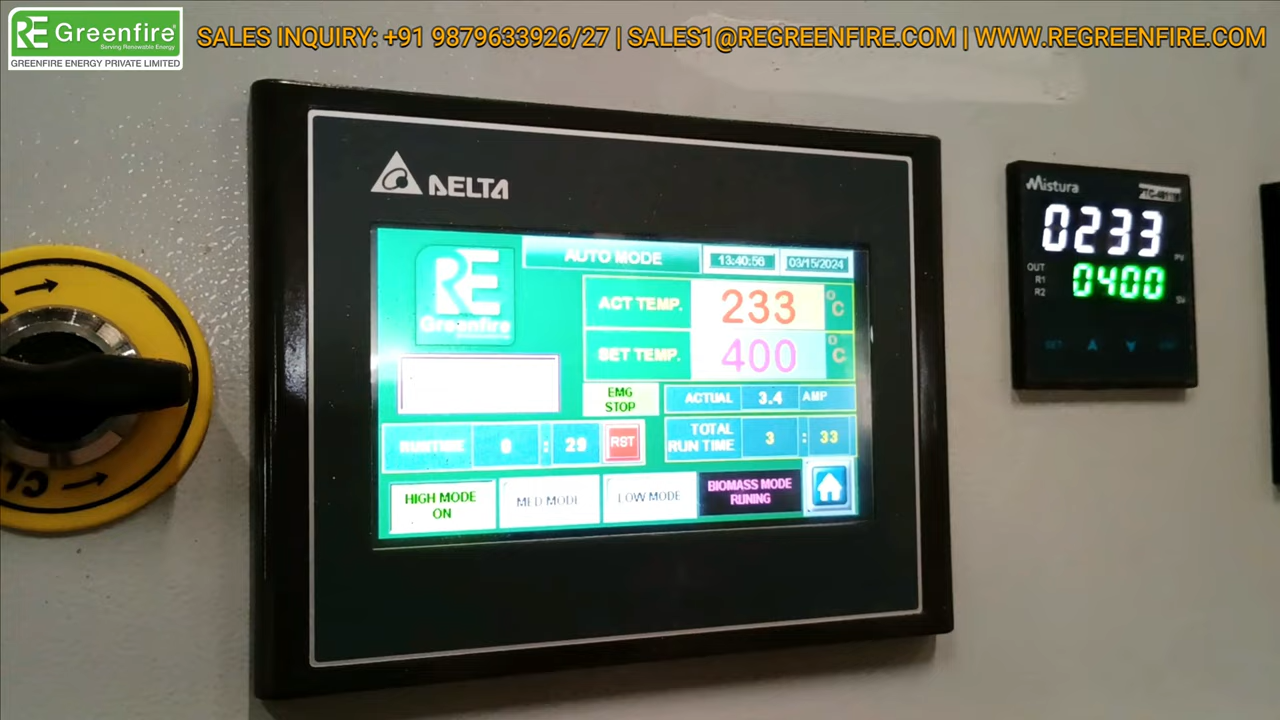 RE Greenfire®
Serving Renewable Energy
GREENFIRE ENERGY PRIVATE LIMITED
SALES INQUIRY: +91 9879633926/27 | SALES1@REGREENFIRE.COM | WWW.REGREENFIRE.COM
DELTA
RE
Greenfire
AUTO MODE
13:40:56
03/15/2024
ACT TEMP.
233
°C
SET TEMP.
400
°C
EMG
STOP
ACTUAL
3.4
AMP
RUNTIME
0
:
29
RST
TOTAL
RUN TIME
3
:
33
HIGH MODE
ON
MED MODE
LOW MODE
BIOMASS MODE
RUNING
Mistura
0233
PV
OUT
R1
R2
0400
SV
SET